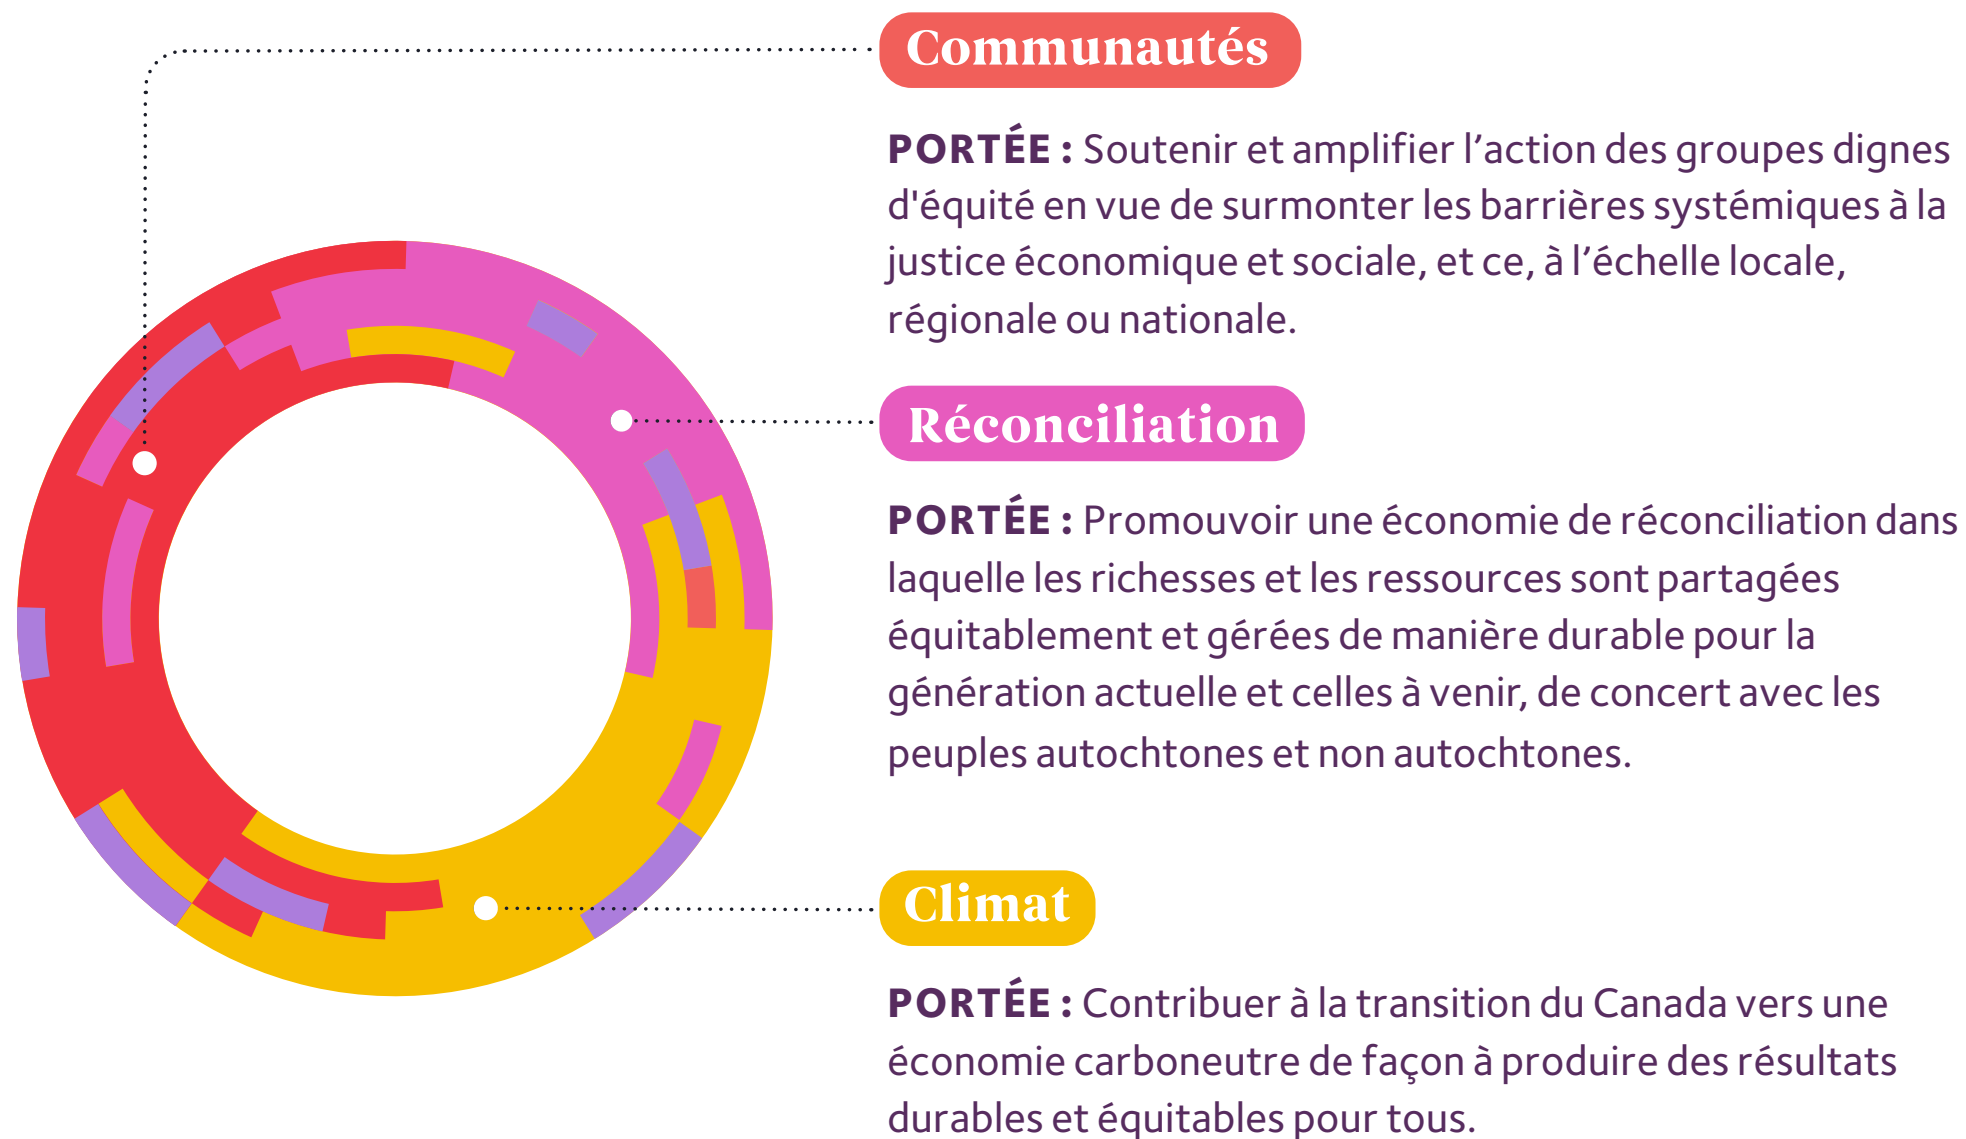 Communautés
PORTÉE : Soutenir et amplifier l’action des groupes dignes
d'équité en vue de surmonter les barrières systémiques à la
justice économique et sociale, et ce, à l’échelle locale,
régionale ou nationale.
Réconciliation
PORTÉE : Promouvoir une économie de réconciliation dans
laquelle les richesses et les ressources sont partagées
équitablement et gérées de manière durable pour la
génération actuelle et celles à venir, de concert avec les
peuples autochtones et non autochtones.
Climat
PORTÉE : Contribuer à la transition du Canada vers une
économie carboneutre de façon à produire des résultats
durables et équitables pour tous.